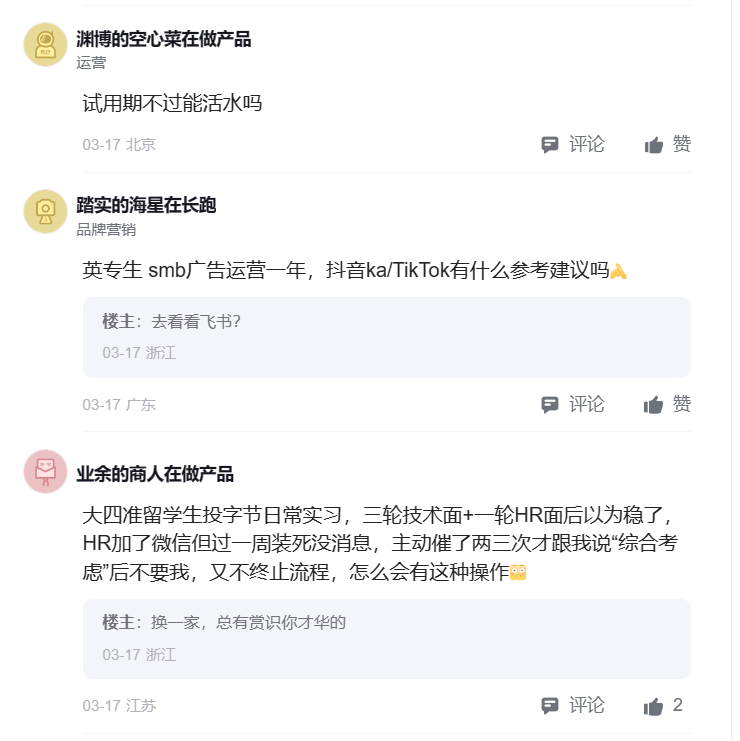 渊博的空心菜在做产品
运营
试用期不过能活水吗
03-17 北京
评论
赞
踏实的海星在长跑
品牌营销
英专生 smb广告运营一年，抖音ka/TikTok有什么参考建议吗
楼主：去看看飞书?
03-17 浙江
03-17 广东
评论
赞
业余的商人在做产品
大四准留学生投字节日常实习，三轮技术面+一轮HR面后以为稳了，
HR加了微信但过一周装死没消息，主动催了两三次才跟我说“综合考
虑”后不要我，又不终止流程，怎么会有这种操作
楼主：换一家，总有赏识你才华的
03-17 浙江
03-17 江苏
评论
2